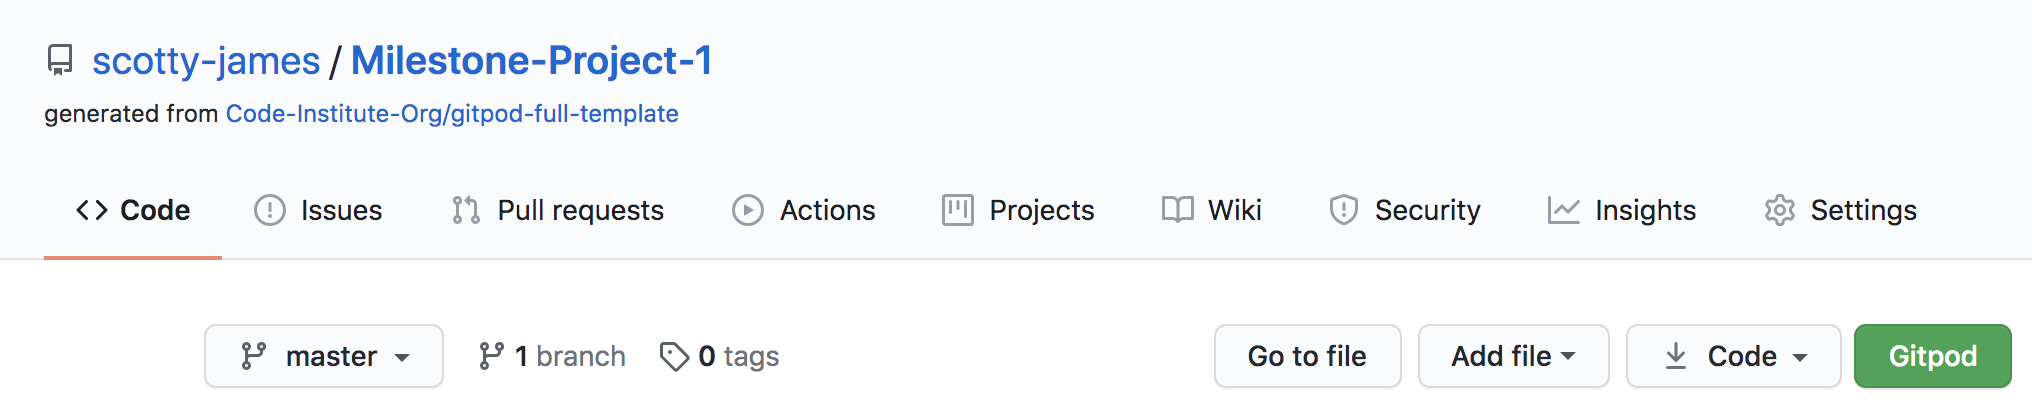 scotty-james / Milestone-Project-1
generated from Code-Institute-Org/gitpod-full-template
Code Issues Pull requests Actions Projects Wiki Security Insights Settings
master 1 branch 0 tags Go to file Add file Code Gitpod